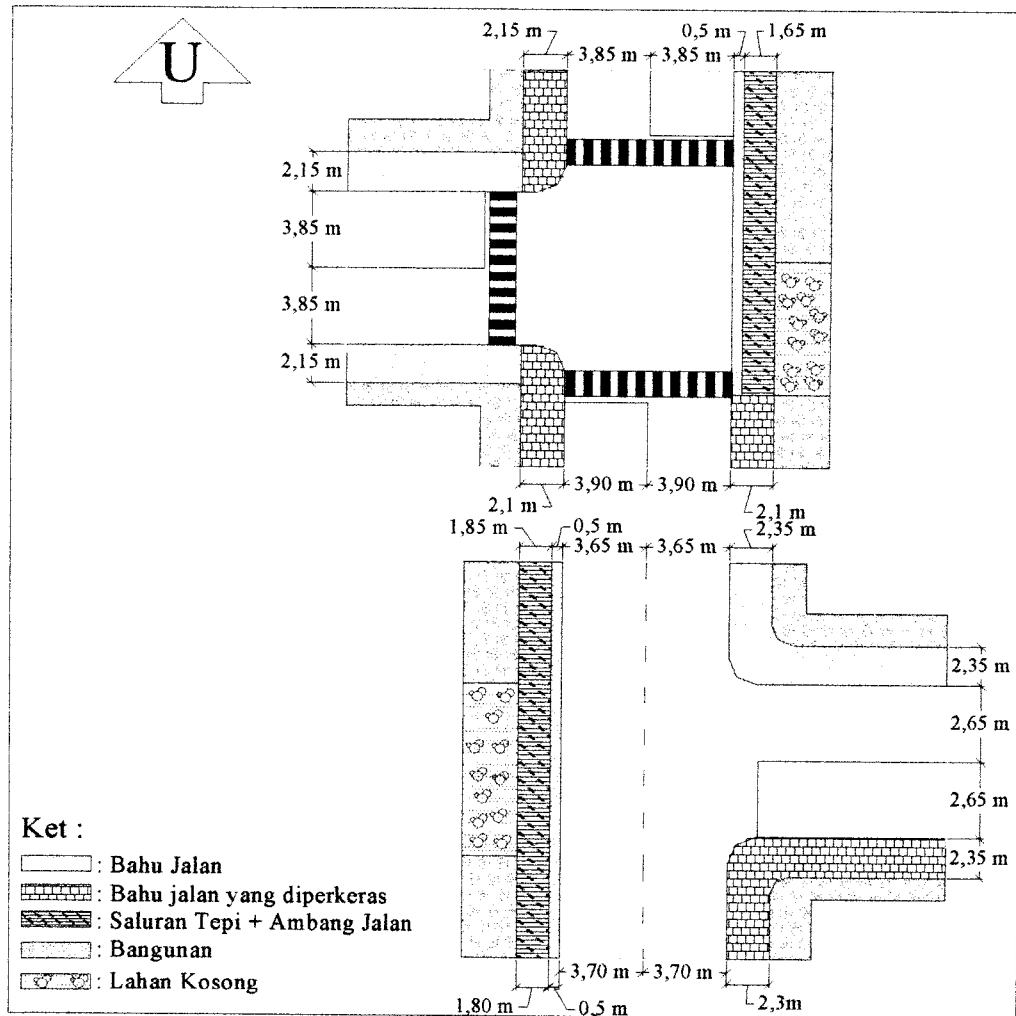 U
2,15 m 0,5 m 1,65 m
3,85 m 3,85 m
2,15 m
3,85 m
3,85 m
2,15 m
3,90 m 3,90 m
2,1 m 2,1 m
1,85 m 0,5 m 2,35 m
3,65 m 3,65 m
2,35 m
2,65 m
2,65 m
2,35 m
3,70 m 3,70 m
1,80 m 0,5 m 2,3m
Ket :
: Bahu Jalan
: Bahu jalan yang diperkeras
: Saluran Tepi + Ambang Jalan
: Bangunan
: Lahan Kosong